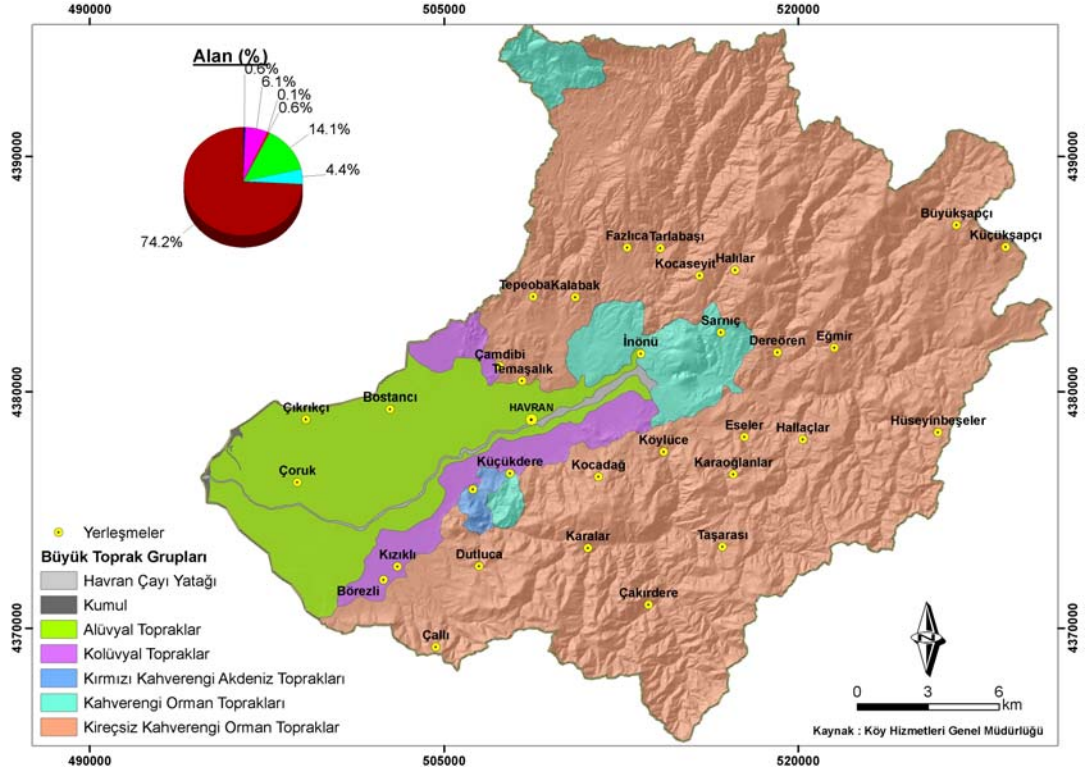 490000
505000
520000
Alan (%)
0.6%
6.1%
0.1%
0.6%
14.1%
4.4%
74.2%
4390000
4390000
Büyükşapçı
Küçükşapçı
Fazlıca
Tarlabaşı
Kocaseyit
Halılar
Tepeoba
Kalabak
Sarnıç
İnönü
Dereören
Eğmir
Çamdibi
Temaşalık
4380000
4380000
Bostancı
Çıkrıkçı
HAVRAN
Eseler
Hallaçlar
Hüseyinbeşeler
Köylüce
Çoruk
Küçükdere
Kocadağ
Karaoğlanlar
Karalar
Taşarası
Kızıklı
Dutluca
Börezli
Çakırdere
Çallı
4370000
4370000
Yerleşmeler
Büyük Toprak Grupları
Havran Çayı Yatağı
Kumul
Alüvyal Topraklar
Kolüvyal Topraklar
Kırmızı Kahverengi Akdeniz Toprakları
Kahverengi Orman Toprakları
Kireçsiz Kahverengi Orman Topraklar
0 3 6
km
Kaynak : Köy Hizmetleri Genel Müdürlüğü
490000
505000
520000